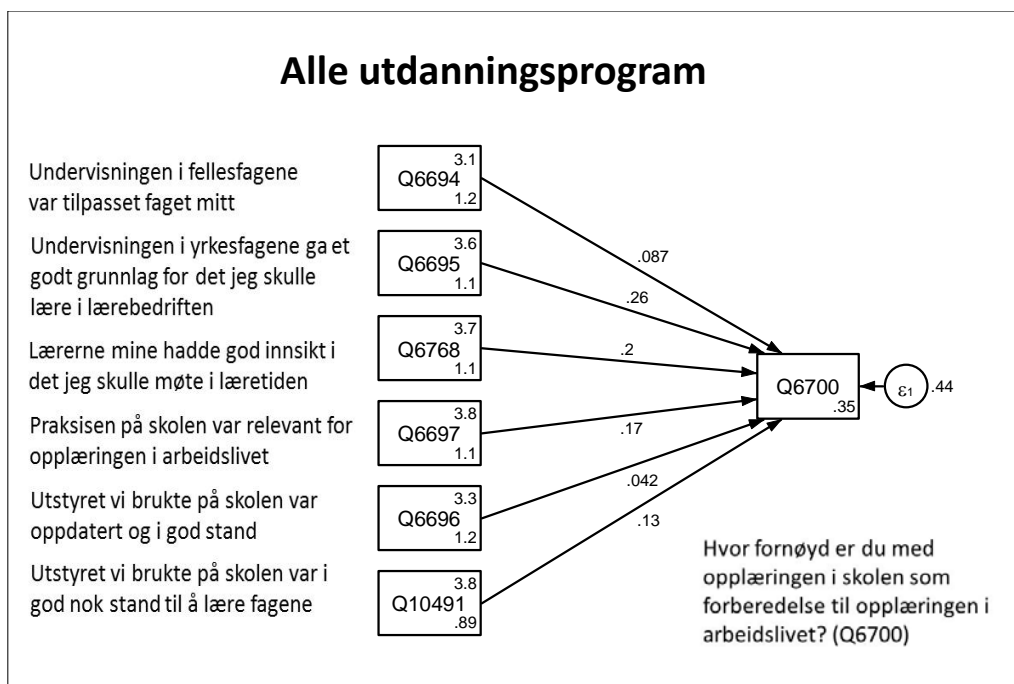 Alle utdanningsprogram
Undervisningen i fellesfagene
var tilpasset faget mitt
3.1
Q6694
1.2
Undervisningen i yrkesfagene ga et
godt grunnlag for det jeg skulle
lære i lærebedriften
3.6
Q6695
1.1
Lærerne mine hadde god innsikt i
det jeg skulle møte i læretiden
3.7
Q6768
1.1
Praksisen på skolen var relevant for
opplæringen i arbeidslivet
3.8
Q6697
1.1
Utstyret vi brukte på skolen var
oppdatert og i god stand
3.3
Q6696
1.2
Utstyret vi brukte på skolen var i
god nok stand til å lære fagene
3.8
Q10491
.89
.087
.26
.2
.17
.042
.13
Q6700
.35
ε1
.44
Hvor fornøyd er du med
opplæringen i skolen som
forberedelse til opplæringen i
arbeidslivet? (Q6700)